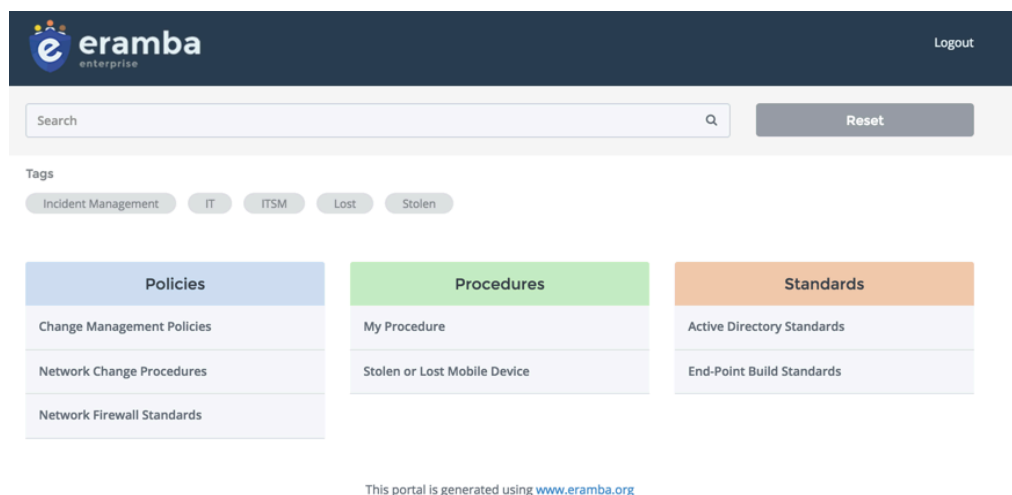 eramba
enterprise
Logout
Search
Reset
Tags
Incident Management IT ITSM Lost Stolen
Policies Procedures Standards
Change Management Policies My Procedure Active Directory Standards
Network Change Procedures Stolen or Lost Mobile Device End-Point Build Standards
Network Firewall Standards
This portal is generated using www.eramba.org